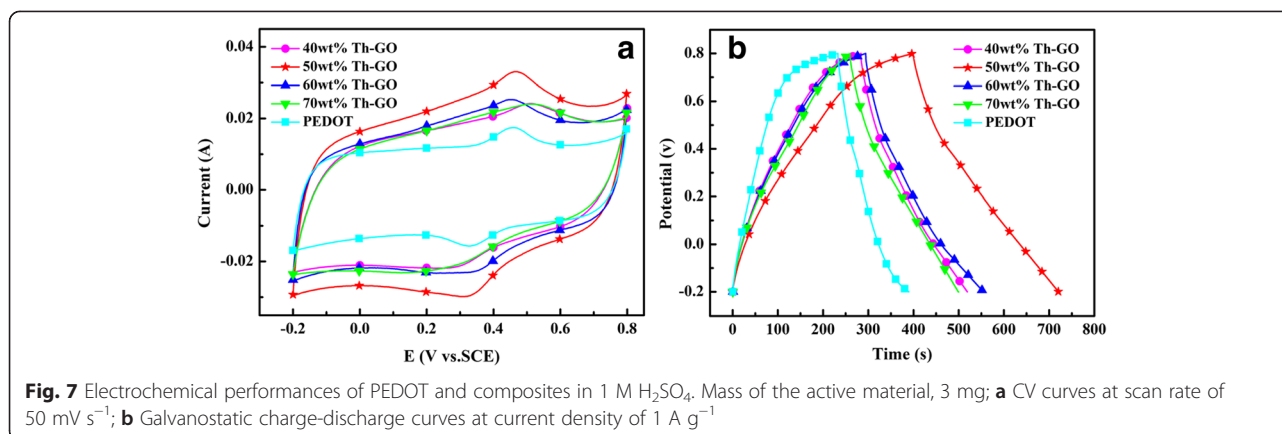 a
40wt% Th-GO
50wt% Th-GO
60wt% Th-GO
70wt% Th-GO
PEDOT
0.04
0.02
0.00
-0.02
Current (A)
-0.2 0.0 0.2 0.4 0.6 0.8
E (V vs.SCE)
b
40wt% Th-GO
50wt% Th-GO
60wt% Th-GO
70wt% Th-GO
PEDOT
0.8
0.6
0.4
0.2
0.0
-0.2
Potential (v)
0 100 200 300 400 500 600 700 800
Time (s)
Fig. 7 Electrochemical performances of PEDOT and composites in 1 M H₂SO₄. Mass of the active material, 3 mg; a CV curves at scan rate of
50 mV s⁻¹; b Galvanostatic charge-discharge curves at current density of 1 A g⁻¹